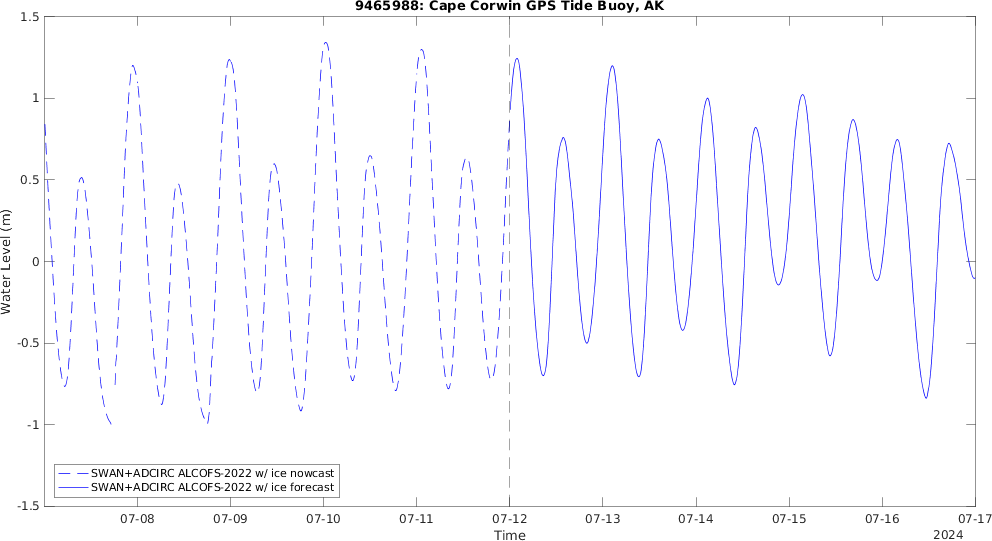 9465988: Cape Corwin GPS Tide Buoy, AK
1.5
1
0.5
0
-0.5
-1
-1.5
Water Level (m)
SWAN+ADCIRC ALCOFS-2022 w/ ice nowcast
SWAN+ADCIRC ALCOFS-2022 w/ ice forecast
07-08 07-09 07-10 07-11 07-12 07-13 07-14 07-15 07-16 07-17
Time
2024